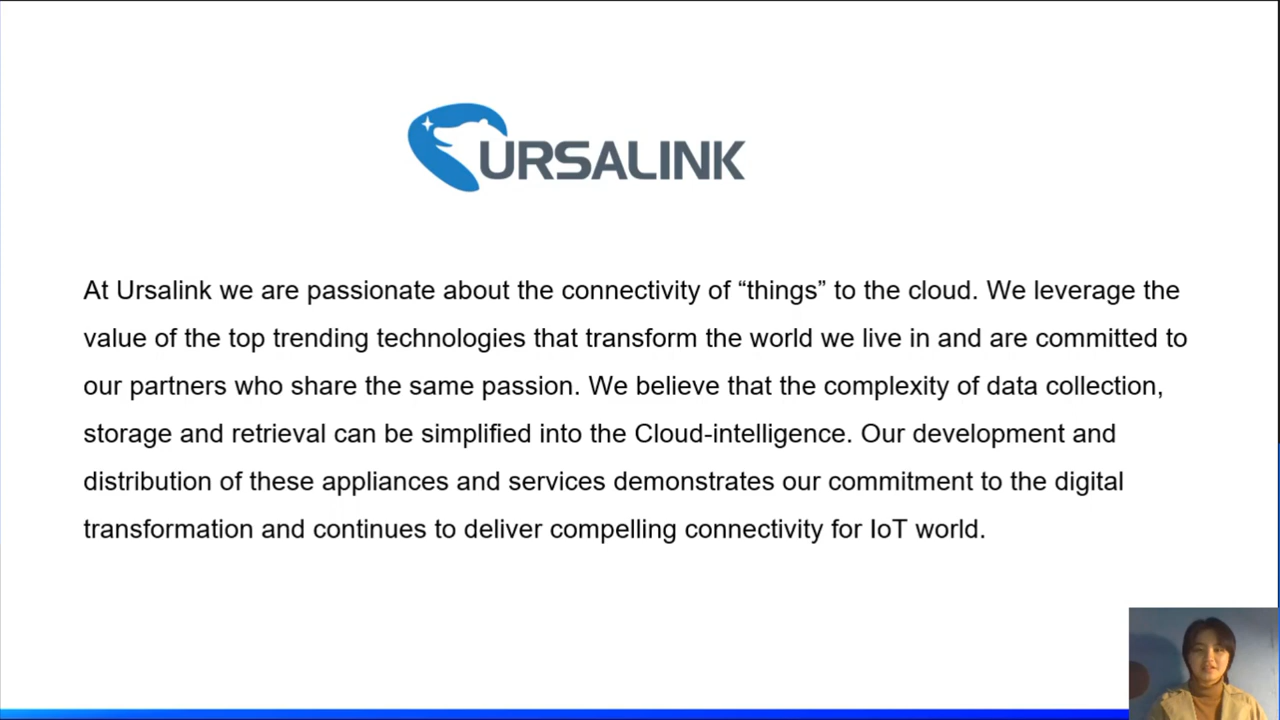 URSALINK
At Ursalink we are passionate about the connectivity of “things” to the cloud. We leverage the
value of the top trending technologies that transform the world we live in and are committed to
our partners who share the same passion. We believe that the complexity of data collection,
storage and retrieval can be simplified into the Cloud-intelligence. Our development and
distribution of these appliances and services demonstrates our commitment to the digital
transformation and continues to deliver compelling connectivity for IoT world.